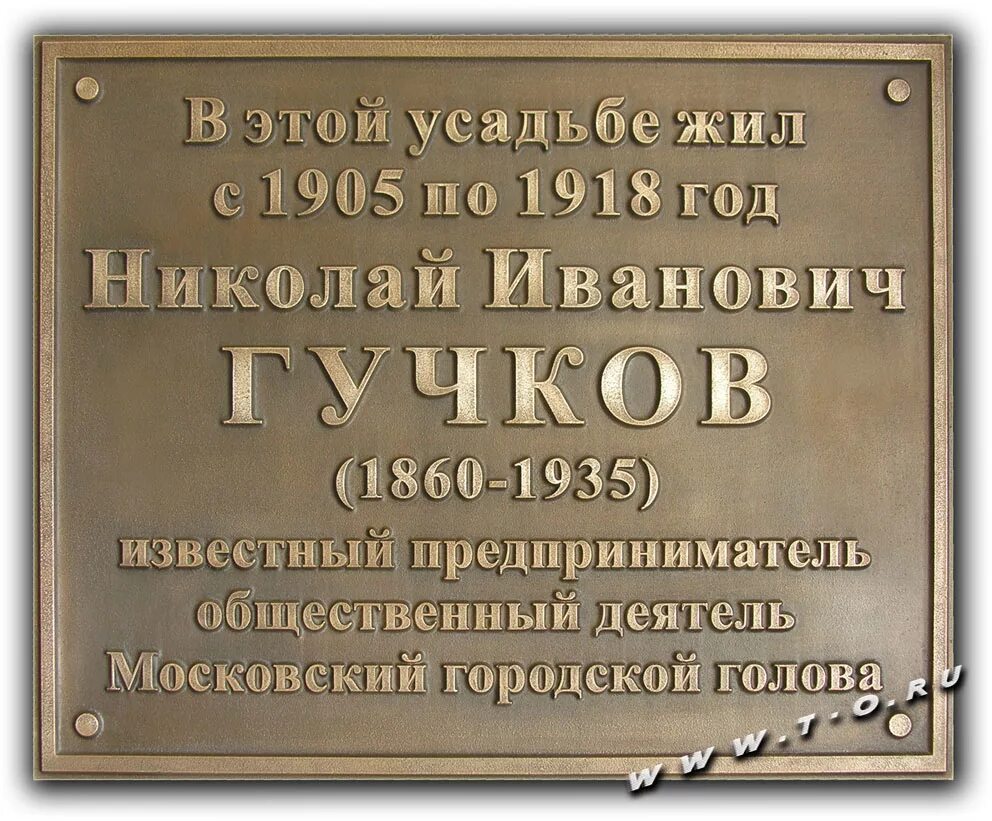 В этой усадьбе жил
с 1905 по 1918 год
Николай Иванович
ГУЧКОВ
(1860-1935)
известный предприниматель
общественный деятель
Московский городской голова
WWW.T-O.RU